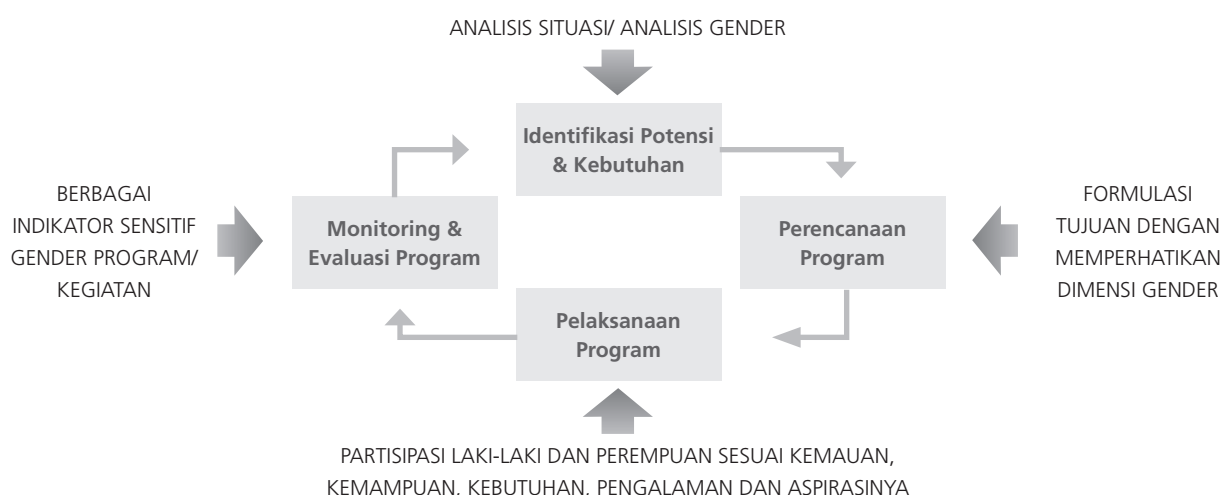 ANALISIS SITUASI/ ANALISIS GENDER
Identifikasi Potensi
& Kebutuhan
BERBAGAI
INDIKATOR SENSITIF
GENDER PROGRAM/
KEGIATAN
Monitoring &
Evaluasi Program
Perencanaan
Program
FORMULASI
TUJUAN DENGAN
MEMPERHATIKAN
DIMENSI GENDER
Pelaksanaan
Program
PARTISIPASI LAKI-LAKI DAN PEREMPUAN SESUAI KEMAUAN,
KEMAMPUAN, KEBUTUHAN, PENGALAMAN DAN ASPIRASINYA